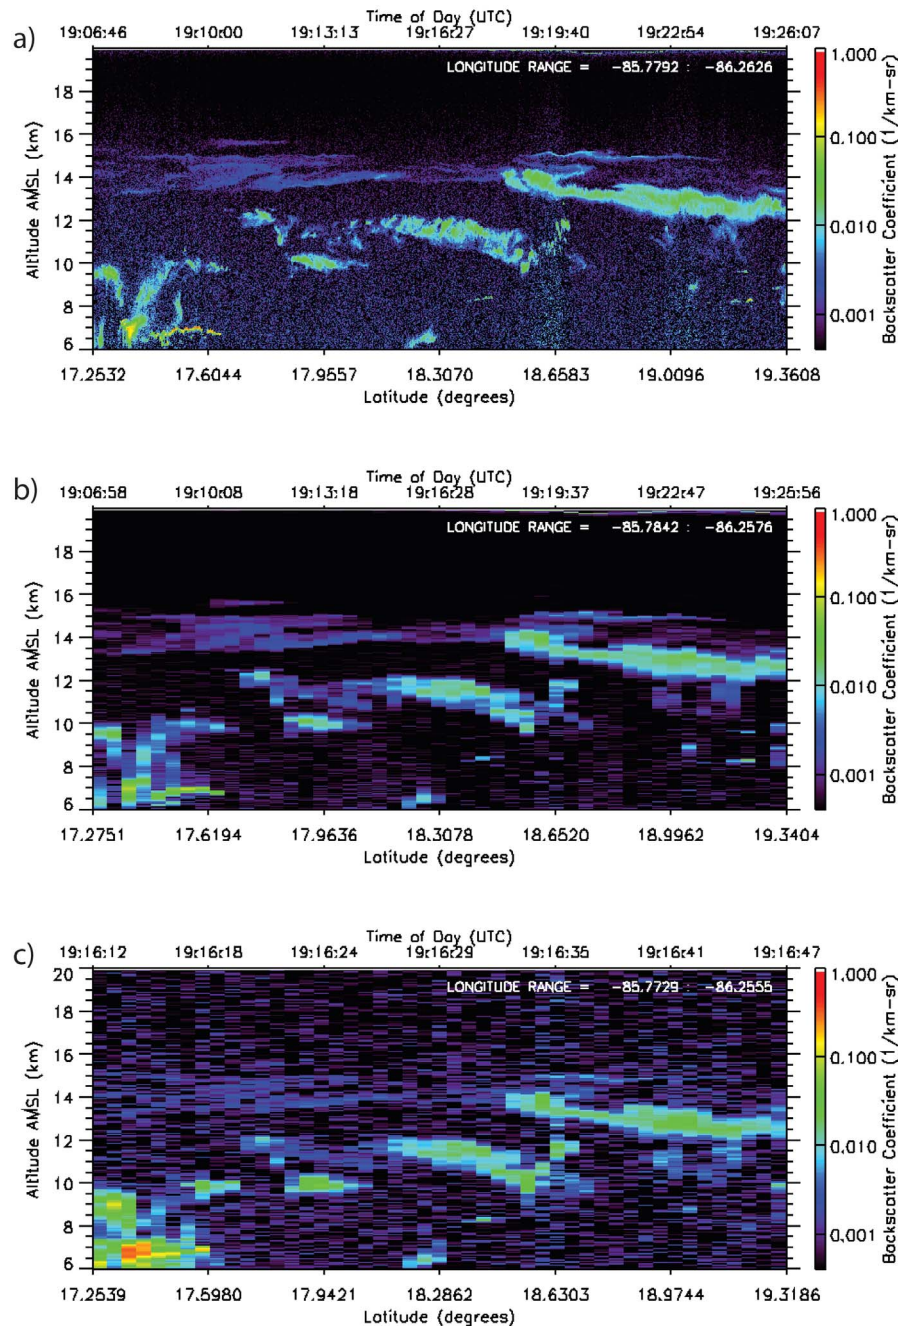 a)
Time of Day (UTC)
19:06:46 19:10:00 19:13:13 19:16:27 19:19:40 19:22:54 19:26:07
LONGITUDE RANGE = -85.7792 : -86.2626
Altitude AMSL (km)
18
16
14
12
10
8
6
17.2532 17.6044 17.9557 18.3070 18.6583 19.0096 19.3608
Latitude (degrees)
1.000
0.100
0.010
0.001
Backscatter Coefficient (1/km-sr)
b)
Time of Day (UTC)
19:06:58 19:10:08 19:13:18 19:16:28 19:19:37 19:22:47 19:25:56
LONGITUDE RANGE = -85.7842 : -86.2576
Altitude AMSL (km)
18
16
14
12
10
8
6
17.2751 17.6194 17.9636 18.3078 18.6520 18.9962 19.3404
Latitude (degrees)
1.000
0.100
0.010
0.001
Backscatter Coefficient (1/km-sr)
c)
Time of Day (UTC)
19:16:12 19:16:18 19:16:24 19:16:29 19:16:35 19:16:41 19:16:47
LONGITUDE RANGE = -85.7729 : -86.2555
Altitude AMSL (km)
20
18
16
14
12
10
8
6
17.2539 17.5980 17.9421 18.2862 18.6303 18.9744 19.3186
Latitude (degrees)
1.000
0.100
0.010
0.001
Backscatter Coefficient (1/km-sr)